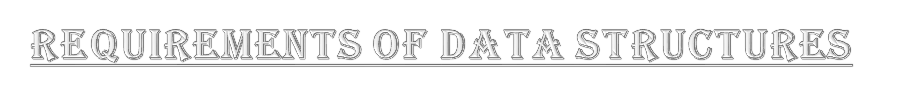 REQUIREMENTS OF DATA STRUCTURES